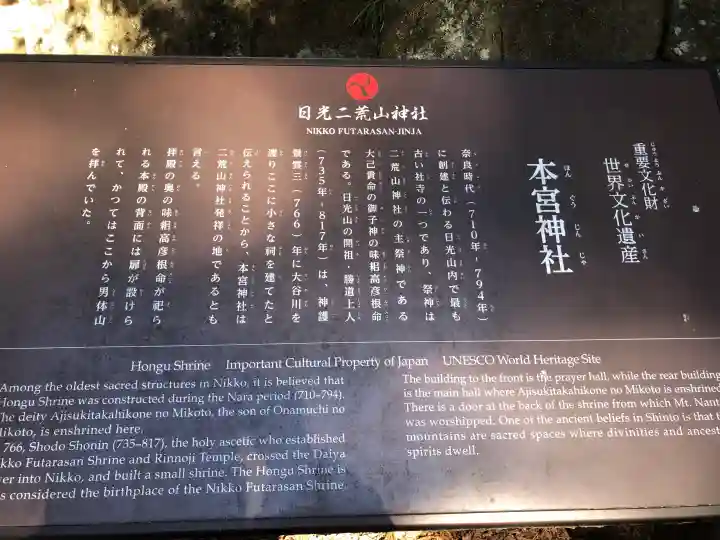 日光二荒山神社
NIKKO FUTARASAN-JINJA
重要文化財
世界文化遺産
本宮神社
奈良時代（710年-794年）
に創建と伝わる日光山内で最も
古い社寺の一つであり、祭神は
二荒山神社の主祭神である
大己貴命の御子神の味耜高彦根命
である。日光山の開祖・勝道上人
（735年-817年）は、神護
景雲三（766）年に大谷川を
渡りここに小さな祠を建てたと
伝えられることから、本宮神社は
二荒山神社発祥の地であるとも
言える。
拝殿の奥の味耜高彦根命が祀ら
れる本殿の背面には扉が設けら
れて、かつてはここから男体山
を拝んでいた。
Hongu Shrine Important Cultural Property of Japan UNESCO World Heritage Site
Among the oldest sacred structures in Nikko, it is believed that
Hongu Shrine was constructed during the Nara period (710–794).
The deity Ajisukitakahikone no Mikoto, the son of Onamuchi no
Mikoto, is enshrined here.
766, Shodo Shonin (735–817), the holy ascetic who established
Nikko Futarasan Shrine and Rinnoji Temple, crossed the Daiya
into Nikko, and built a small shrine. The Hongu Shrine is
considered the birthplace of the Nikko Futarasan Shrine.
The building to the front is the prayer hall, while the rear building
is the main hall where Ajisukitakahikone no Mikoto is enshrined
There is a door at the back of the shrine from which Mt. Nant
was worshipped. One of the ancient beliefs in Shinto is that
mountains are sacred spaces where divinities and ancest
spirits dwell.